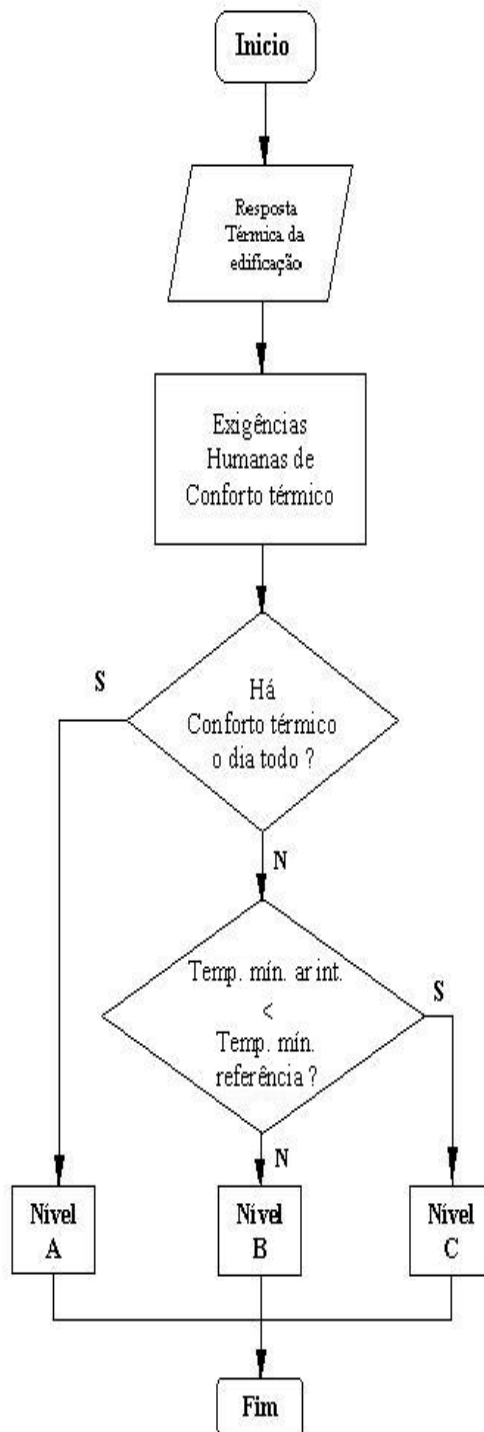 Inicio
Resposta
Térmica da
edificação
Exigências
Humanas de
Conforto térmico
S
Há
Conforto térmico
o dia todo ?
N
Temp. mín. ar int.
<
Temp. mín.
referência ?
S
N
Nível
A
Nível
B
Nível
C
Fim